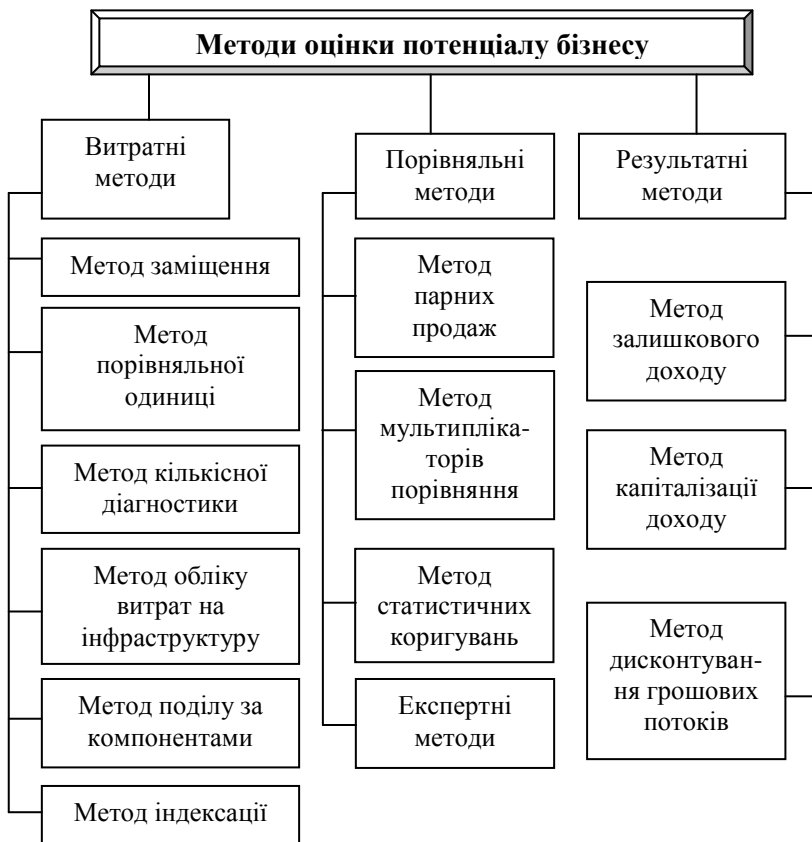 Методи оцінки потенціалу бізнесу
Витратні
методи
Метод заміщення
Метод
порівняльної
одиниці
Метод кількісної
діагностики
Метод обліку
витрат на
інфраструктуру
Метод поділу за
компонентами
Метод індексації
Порівняльні
методи
Метод
парних
продаж
Метод
мультипліка-
торів
порівняння
Метод
статистичних
коригувань
Експертні
методи
Результатні
методи
Метод
залишкового
доходу
Метод
капіталізації
доходу
Метод
дисконтуван-
ня грошових
потоків